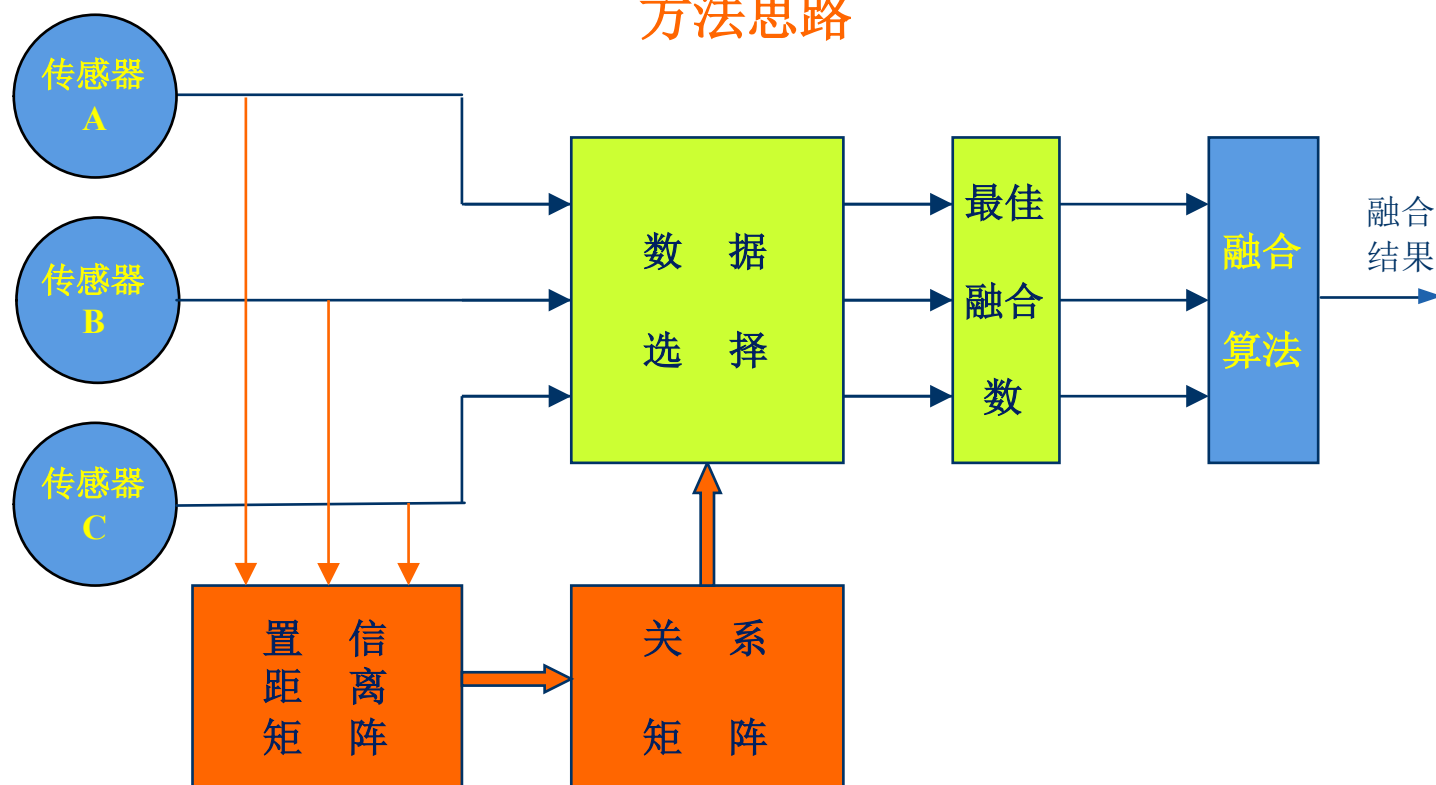 方法思路
传感器
A
传感器
B
传感器
C
数 据
选 择
最佳
融合
数
融合
算法
融合
结果
置 信
距 离
矩 阵
关 系
矩 阵